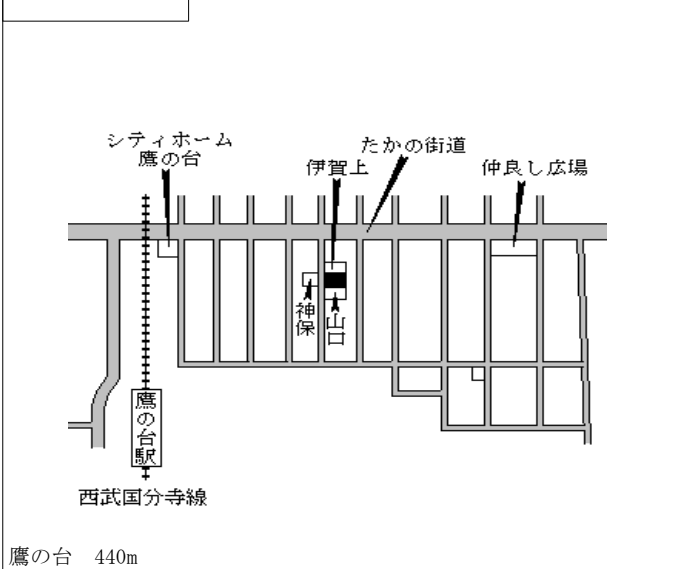 シティホーム
鷹の台
たかの街道
伊賀上
仲良し広場
神保
山口
鷹の台駅
西武国分寺線
鷹の台　440m